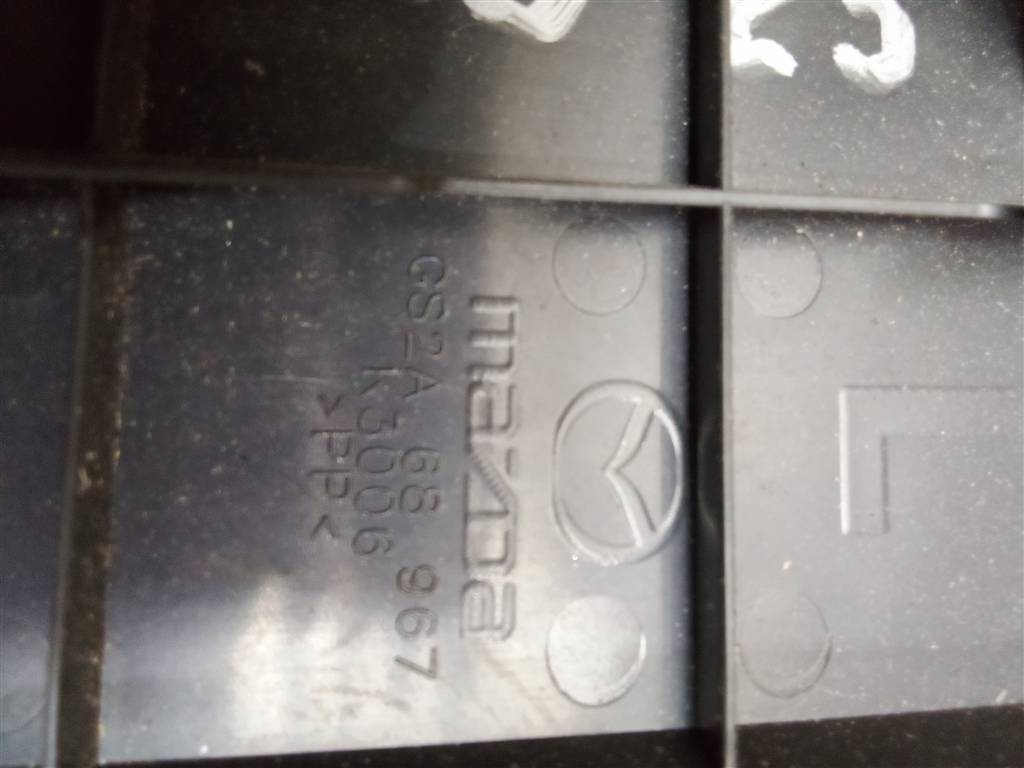 L
mazda
GS2A 68 967
K3006
>PP<